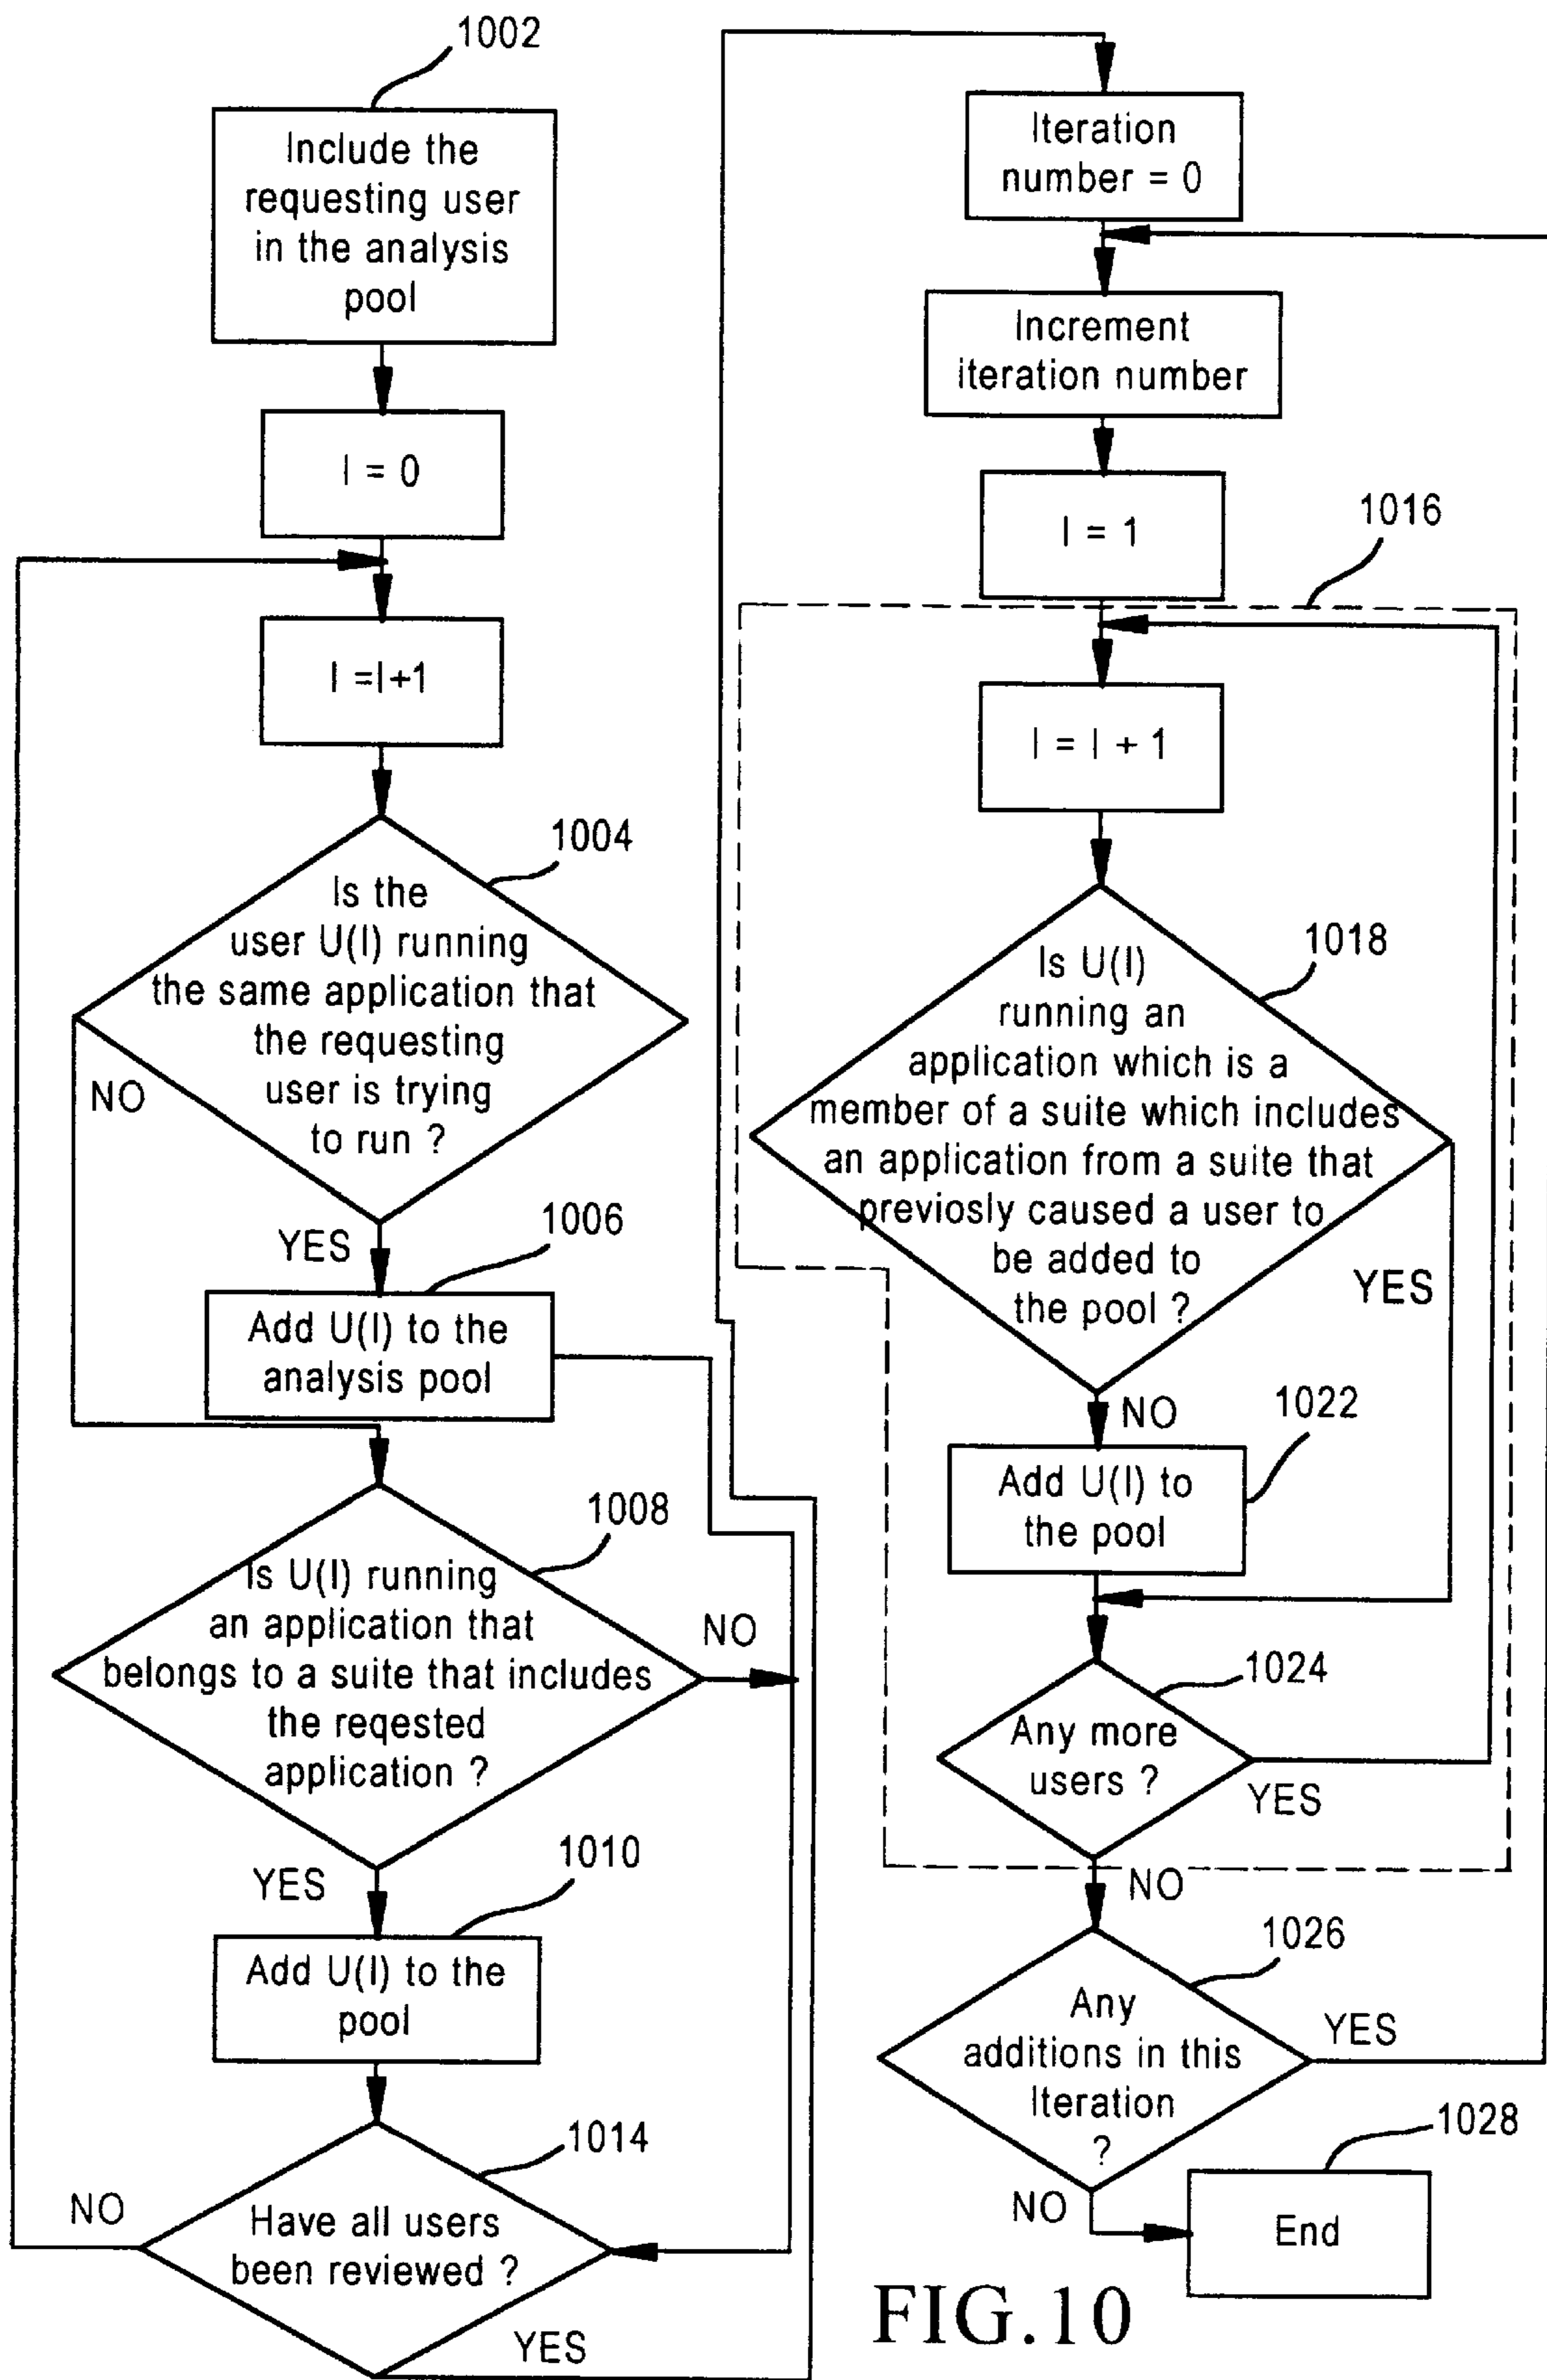 1002
Include the
requesting user
in the analysis
pool
I = 0
I =I+1
1004
Is the
user U(I) running
the same application that
the requesting
user is trying
to run ?
NO
YES
1006
Add U(I) to the
analysis pool
1008
Is U(I) running
an application that
belongs to a suite that includes
the reqested
application ?
NO
YES
1010
Add U(I) to the
pool
1014
Have all users
been reviewed ?
NO
YES
Iteration
number = 0
Increment
iteration number
I = 1
1016
I = I + 1
1018
Is U(I)
running an
application which is a
member of a suite which includes
an application from a suite that
previosly caused a user to
be added to
the pool ?
YES
NO
1022
Add U(I) to
the pool
1024
Any more
users ?
YES
NO
1026
Any
additions in this
Iteration
?
YES
NO
1028
End
FIG.10